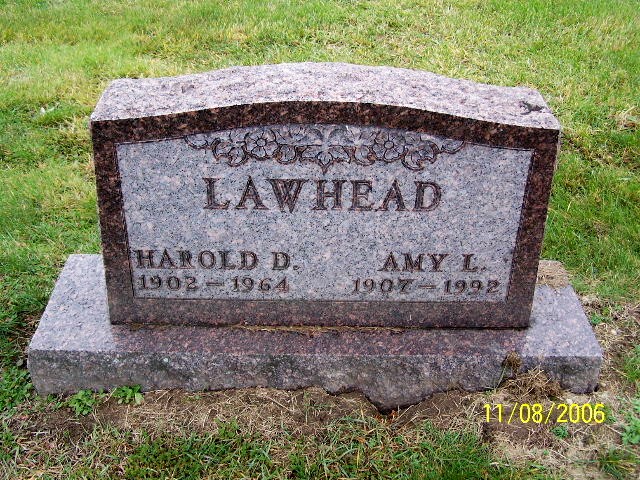 LAWHEAD
HAROLD D. AMY L.
1902 — 1964 1907 — 1992
11/08/2006